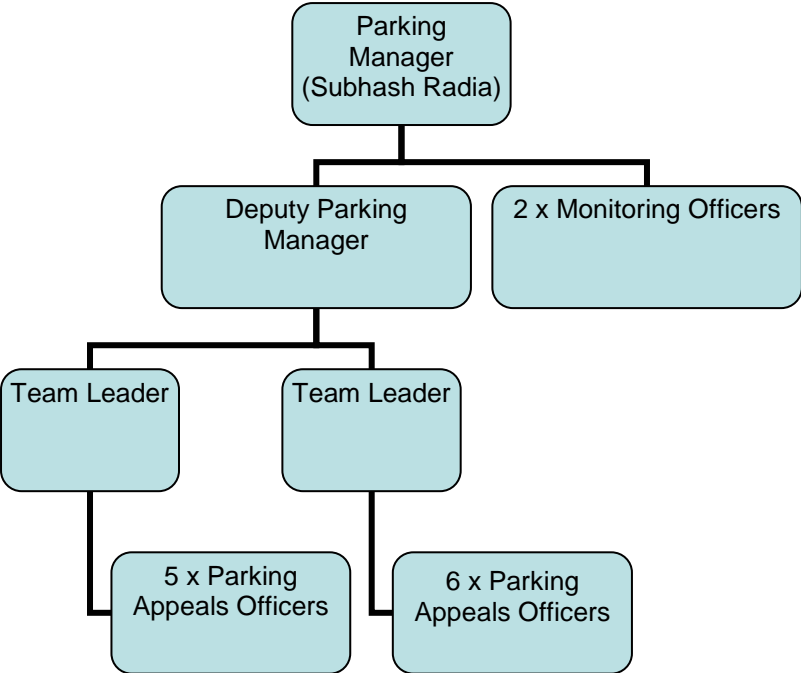 Parking
Manager
(Subhash Radia)
Deputy Parking
Manager
2 x Monitoring Officers
Team Leader
Team Leader
5 x Parking
Appeals Officers
6 x Parking
Appeals Officers